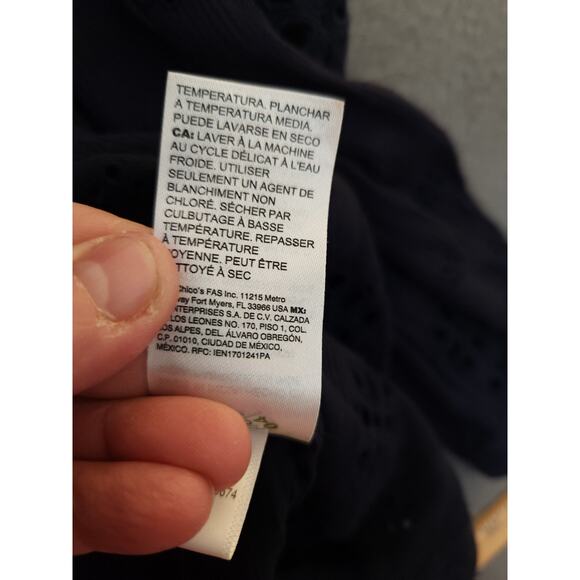 TEMPERATURA. PLANCHAR
A TEMPERATURA MEDIA.
PUEDE LAVARSE EN SECO
CA: LAVER À LA MACHINE
AU CYCLE DÉLICAT À L'EAU
FROIDE. UTILISER
SEULEMENT UN AGENT DE
BLANCHIMENT NON
CHLORÉ. SÉCHER PAR
CULBUTAGE À BASSE
TEMPÉRATURE. REPASSER
À TEMPÉRATURE
OYENNE. PEUT ÊTRE
TTOYÉ À SEC
Chico's FAS Inc. 11215 Metro
way Fort Myers, FL 33966 USA MX:
NTERPRISES S.A. DE C.V. CALZADA
LOS LEONES NO. 170, PISO 1, COL.
OS ALPES, DEL. ÁLVARO OBREGÓN,
C.P. 01010, CIUDAD DE MÉXICO,
MÉXICO. RFC: IEN1701241PA